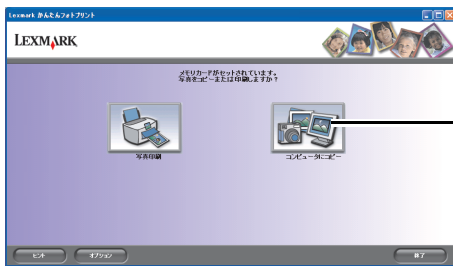 Lexmark かんたんフォトプリント
LEXMARK
メモリカードがセットされています。
写真をコピーまたは印刷しますか？
写真印刷
コンピュータにコピー
ヒント
オプション
終了